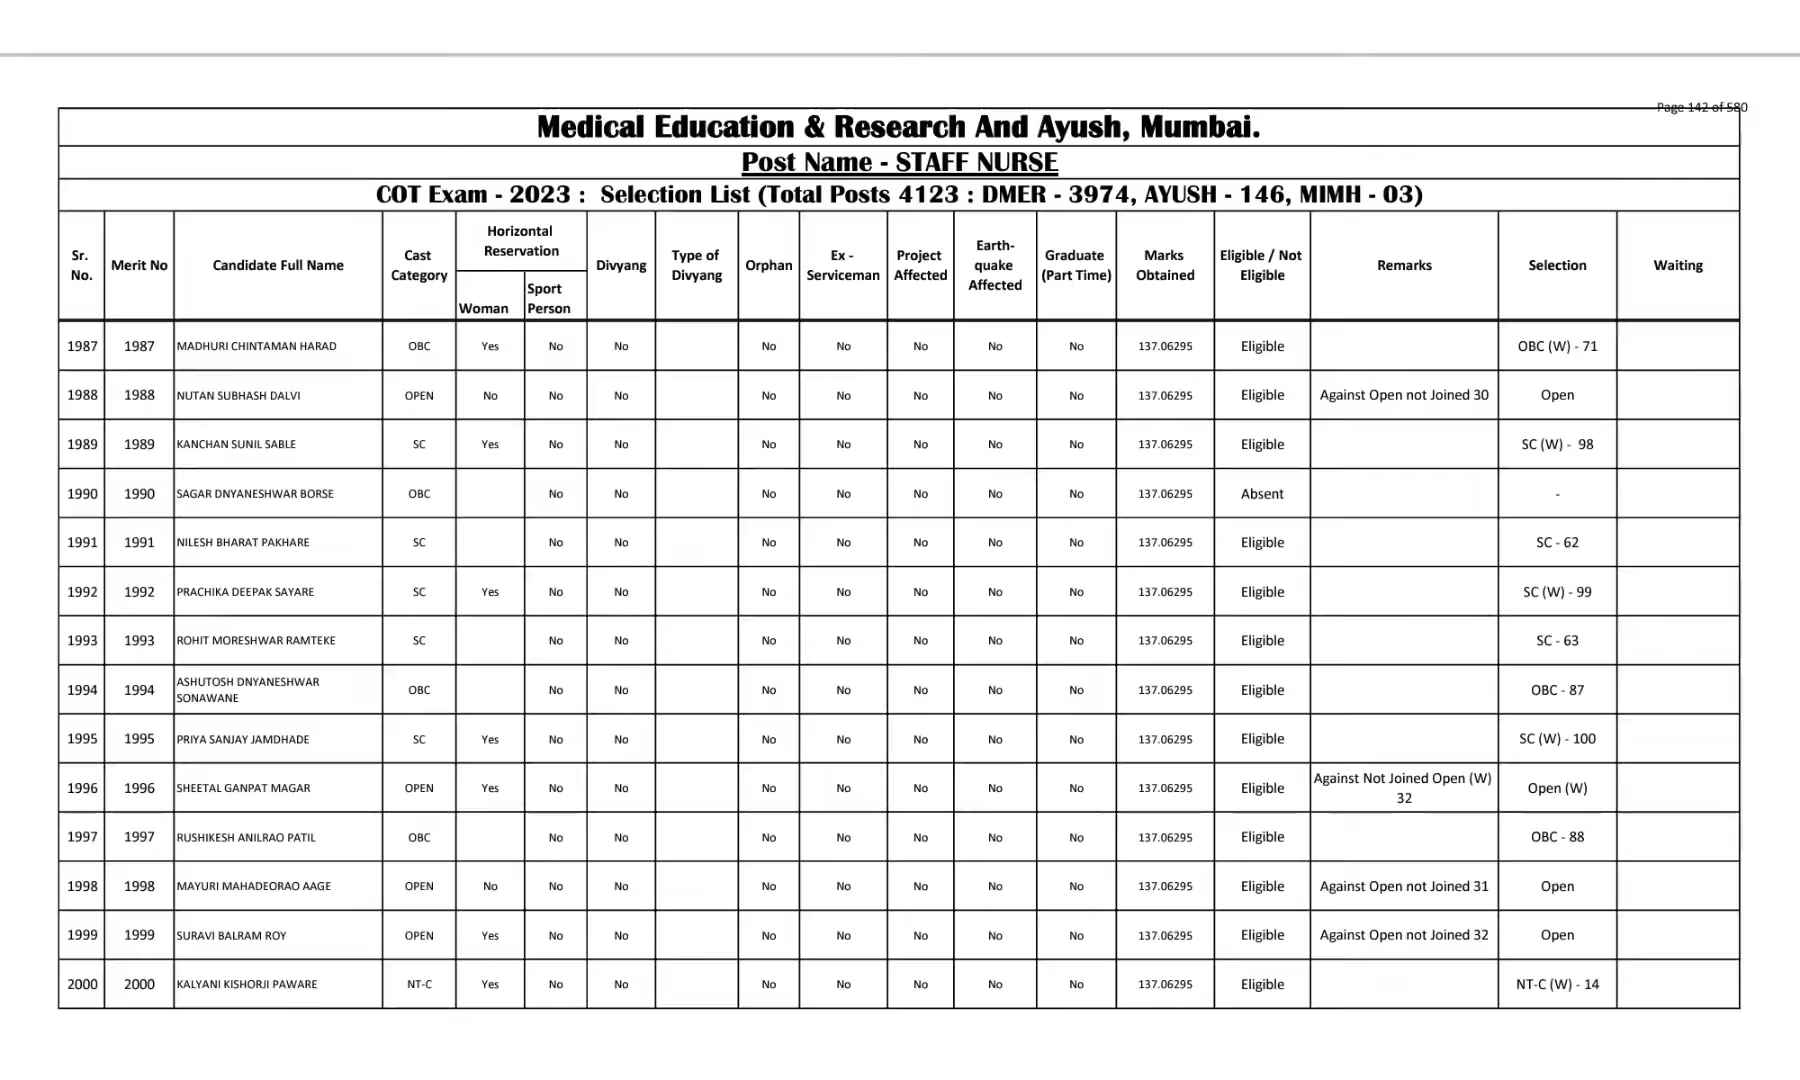 Page 142 of 580
Medical Education & Research And Ayush, Mumbai.
Post Name - STAFF NURSE
COT Exam - 2023 : Selection List (Total Posts 4123 : DMER - 3974, AYUSH - 146, MIMH - 03)
Sr. No. Merit No Candidate Full Name Cast Category Horizontal Reservation Woman Sport Person Divyang Type of Divyang Orphan Ex - Serviceman Project Affected Earth- quake Affected Graduate (Part Time) Marks Obtained Eligible / Not Eligible Remarks Selection Waiting
1987 1987 MADHURI CHINTAMAN HARAD OBC Yes No No No No No No No 137.06295 Eligible OBC (W) - 71
1988 1988 NUTAN SUBHASH DALVI OPEN No No No No No No No No 137.06295 Eligible Against Open not Joined 30 Open
1989 1989 KANCHAN SUNIL SABLE SC Yes No No No No No No No 137.06295 Eligible SC (W) - 98
1990 1990 SAGAR DNYANESHWAR BORSE OBC No No No No No No No 137.06295 Absent -
1991 1991 NILESH BHARAT PAKHARE SC No No No No No No No 137.06295 Eligible SC - 62
1992 1992 PRACHIKA DEEPAK SAYARE SC Yes No No No No No No No 137.06295 Eligible SC (W) - 99
1993 1993 ROHIT MORESHWAR RAMTEKE SC No No No No No No No 137.06295 Eligible SC - 63
1994 1994 ASHUTOSH DNYANESHWAR SONAWANE OBC No No No No No No No 137.06295 Eligible OBC - 87
1995 1995 PRIYA SANJAY JAMDHADE SC Yes No No No No No No No 137.06295 Eligible SC (W) - 100
1996 1996 SHEETAL GANPAT MAGAR OPEN Yes No No No No No No No 137.06295 Eligible Against Not Joined Open (W) 32 Open (W)
1997 1997 RUSHIKESH ANILRAO PATIL OBC No No No No No No No 137.06295 Eligible OBC - 88
1998 1998 MAYURI MAHADEORAO AAGE OPEN No No No No No No No No 137.06295 Eligible Against Open not Joined 31 Open
1999 1999 SURAVI BALRAM ROY OPEN Yes No No No No No No No 137.06295 Eligible Against Open not Joined 32 Open
2000 2000 KALYANI KISHORJI PAWARE NT-C Yes No No No No No No No 137.06295 Eligible NT-C (W) - 14